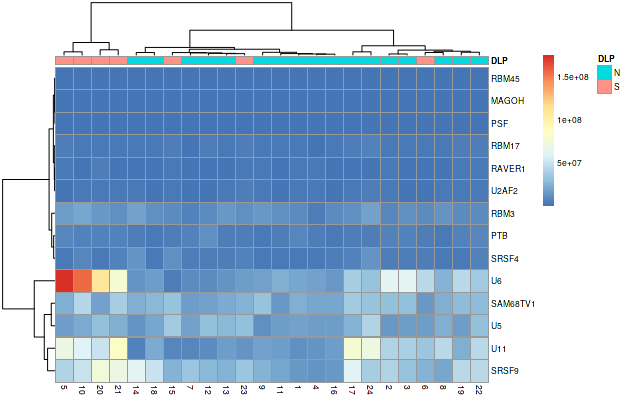 DLP
DLP
N
S
1.5e+08
1e+08
5e+07
RBM45
MAGOH
PSF
RBM17
RAVER1
U2AF2
RBM3
PTB
SRSF4
U6
SAM68TV1
U5
U11
SRSF9
5 10 20 21 14 18 15 7 12 13 23 9 11 1 4 16 17 24 2 3 6 8 19 22